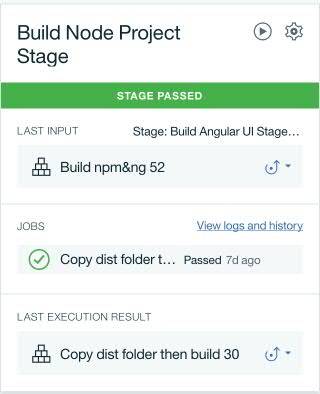 Build Node Project
Stage
STAGE PASSED
LAST INPUT Stage: Build Angular UI Stage...
Build npm&ng 52
JOBS View logs and history
Copy dist folder t... Passed 7d ago
LAST EXECUTION RESULT
Copy dist folder then build 30